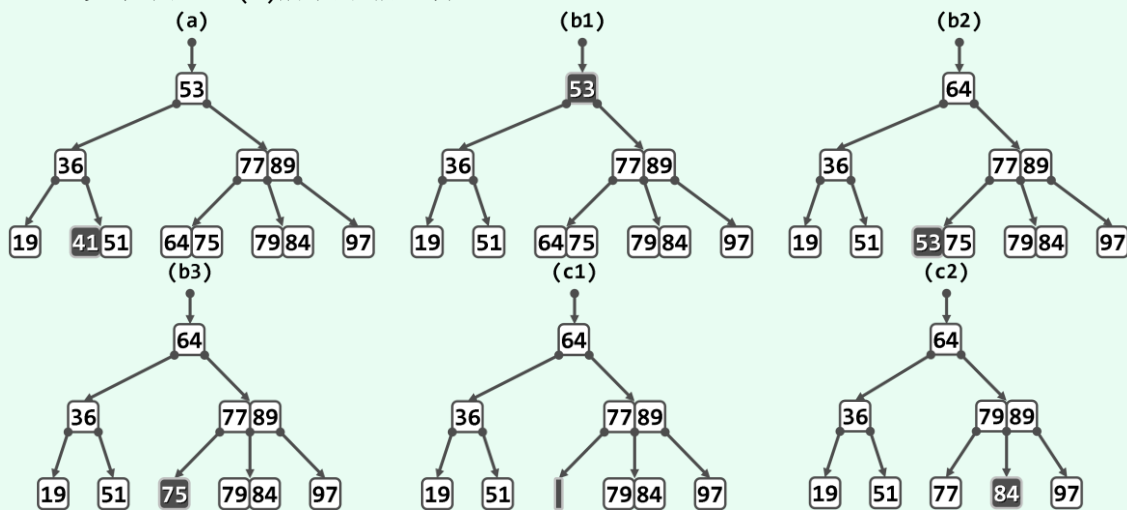 (a) (b1) (b2)
53 53 64
36 77 89 36 77 89 36 77 89
19 41 51 64 75 79 84 97 19 51 64 75 79 84 97 19 51 53 75 79 84 97
(b3) (c1) (c2)
64 64 64
36 77 89 36 77 89 36 79 89
19 51 75 79 84 97 19 51 79 84 97 19 51 77 84 97